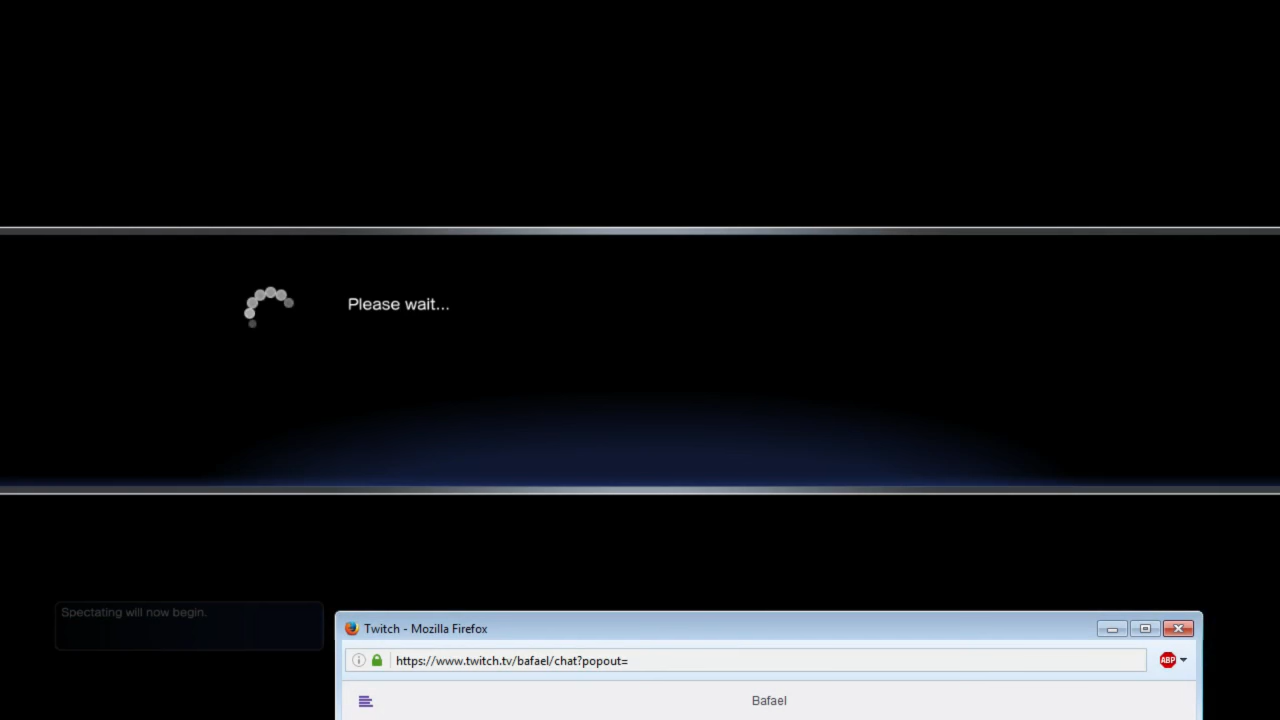 Please wait...
Spectating will now begin.
Twitch - Mozilla Firefox
https://www.twitch.tv/bafael/chat?popout=
ABP
Bafael